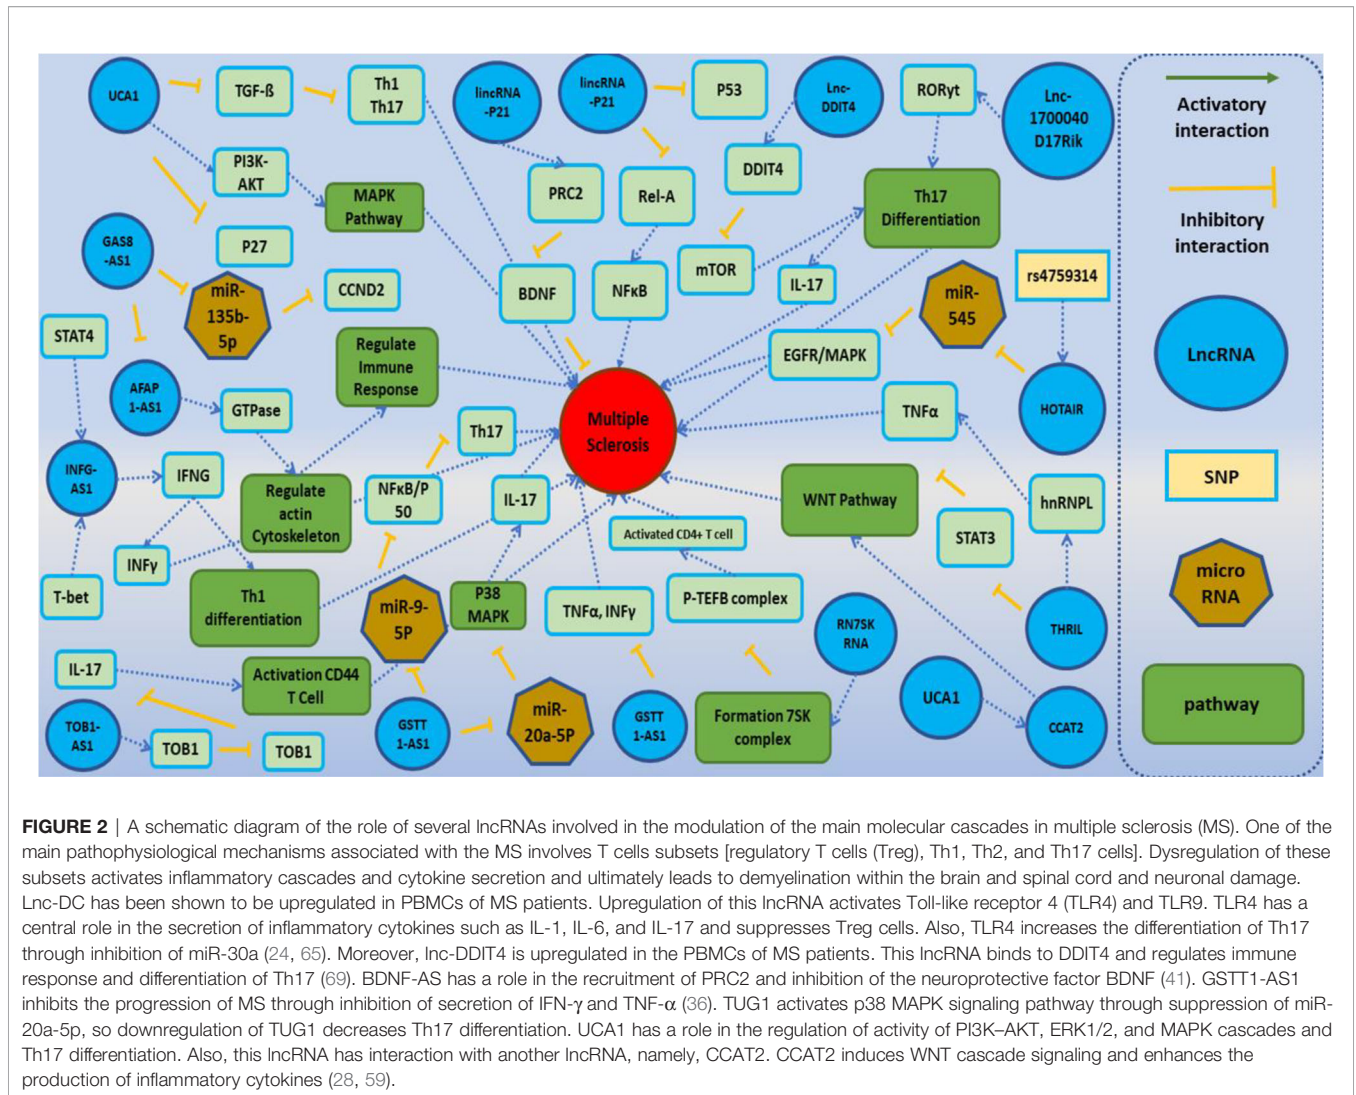 UCA1
TGF-ß
Th1
Th17
lincRNA
-P21
lincRNA
-P21
P53
Lnc-
DDIT4
RORyt
Lnc-
1700040
D17Rik
Activatory
interaction
PI3K-
AKT
MAPK
Pathway
PRC2
Rel-A
DDIT4
Th17
Differentiation
Inhibitory
interaction
GAS8
-AS1
P27
miR-
135b-
5p
CCND2
BDNF
NFκB
mTOR
IL-17
miR-
545
rs4759314
STAT4
Regulate
Immune
Response
EGFR/MAPK
LncRNA
AFAP
1-AS1
GTPase
Th17
Multiple
Sclerosis
TNFα
HOTAIR
INFG-
AS1
IFNG
Regulate
actin
Cytoskeleton
NFκB/P
50
IL-17
WNT Pathway
hnRNPL
SNP
INFγ
Activated CD4+ T cell
STAT3
T-bet
Th1
differentiation
miR-9-
5P
P38
MAPK
TNFα, INFγ
P-TEFB complex
RN7SK
RNA
THRIL
micro
RNA
IL-17
Activation CD44
T Cell
UCA1
CCAT2
pathway
TOB1-
AS1
TOB1
TOB1
GSTT
1-AS1
miR-
20a-5P
GSTT
1-AS1
Formation 7SK
complex
FIGURE 2 | A schematic diagram of the role of several lncRNAs involved in the modulation of the main molecular cascades in multiple sclerosis (MS). One of the
main pathophysiological mechanisms associated with the MS involves T cells subsets [regulatory T cells (Treg), Th1, Th2, and Th17 cells]. Dysregulation of these
subsets activates inflammatory cascades and cytokine secretion and ultimately leads to demyelination within the brain and spinal cord and neuronal damage.
Lnc-DC has been shown to be upregulated in PBMCs of MS patients. Upregulation of this lncRNA activates Toll-like receptor 4 (TLR4) and TLR9. TLR4 has a
central role in the secretion of inflammatory cytokines such as IL-1, IL-6, and IL-17 and suppresses Treg cells. Also, TLR4 increases the differentiation of Th17
through inhibition of miR-30a (24, 65). Moreover, lnc-DDIT4 is upregulated in the PBMCs of MS patients. This lncRNA binds to DDIT4 and regulates immune
response and differentiation of Th17 (69). BDNF-AS has a role in the recruitment of PRC2 and inhibition of the neuroprotective factor BDNF (41). GSTT1-AS1
inhibits the progression of MS through inhibition of secretion of IFN-γ and TNF-α (36). TUG1 activates p38 MAPK signaling pathway through suppression of miR-
20a-5p, so downregulation of TUG1 decreases Th17 differentiation. UCA1 has a role in the regulation of activity of PI3K–AKT, ERK1/2, and MAPK cascades and
Th17 differentiation. Also, this lncRNA has interaction with another lncRNA, namely, CCAT2. CCAT2 induces WNT cascade signaling and enhances the
production of inflammatory cytokines (28, 59).